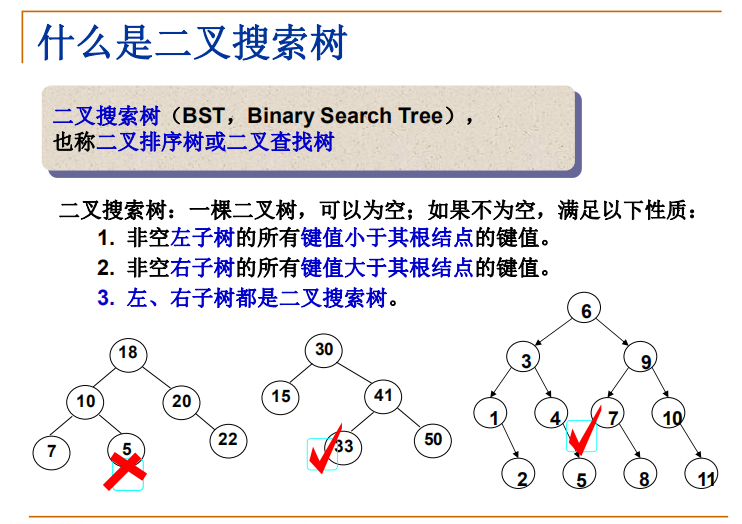 什么是二叉搜索树
二叉搜索树（BST，Binary Search Tree），
也称二叉排序树或二叉查找树
二叉搜索树：一棵二叉树，可以为空；如果不为空，满足以下性质：
1. 非空左子树的所有键值小于其根结点的键值。
2. 非空右子树的所有键值大于其根结点的键值。
3. 左、右子树都是二叉搜索树。
18
10 20
7 5 22
30
15 41
33 50
6
3 9
1 4 7 10
2 5 8 11